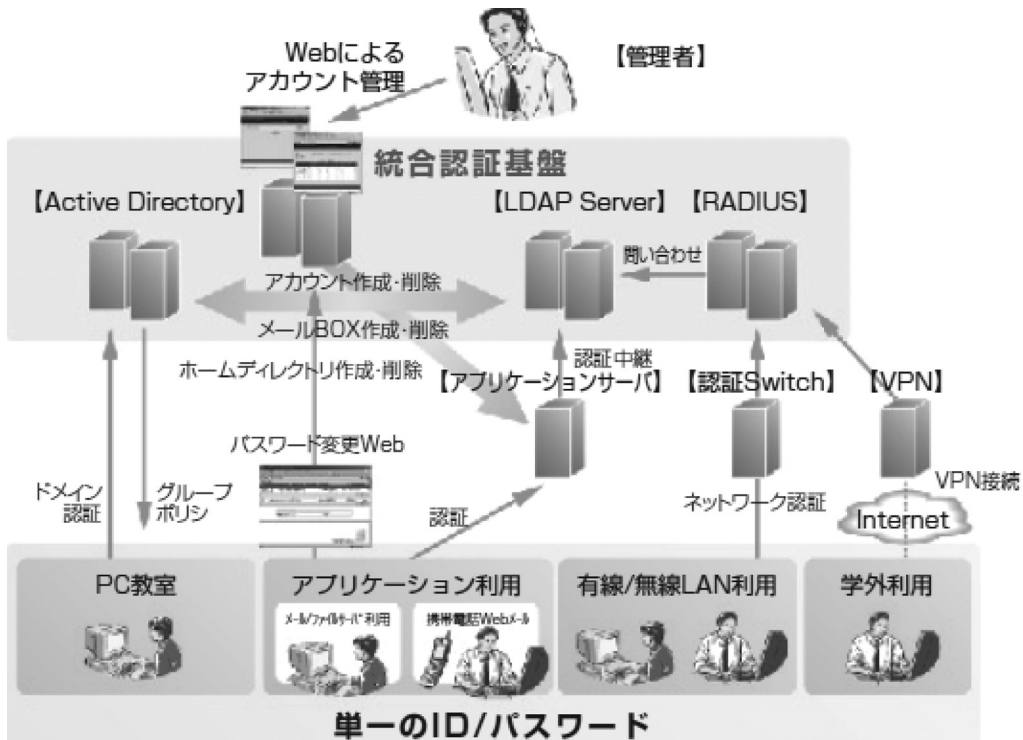 Webによる
アカウント管理
【管理者】
統合認証基盤
【Active Directory】
【LDAP Server】
【RADIUS】
問い合わせ
アカウント作成・削除
メールBOX作成・削除
ホームディレクトリ作成・削除
認証中継
【アプリケーションサーバ】
【認証Switch】
【VPN】
パスワード変更Web
ドメイン
認証
グループ
ポリシ
認証
ネットワーク認証
VPN接続
Internet
PC教室
アプリケーション利用
メール/ファイルサーバ利用
携帯電話Webメール
有線/無線LAN利用
学外利用
単一のID/パスワード